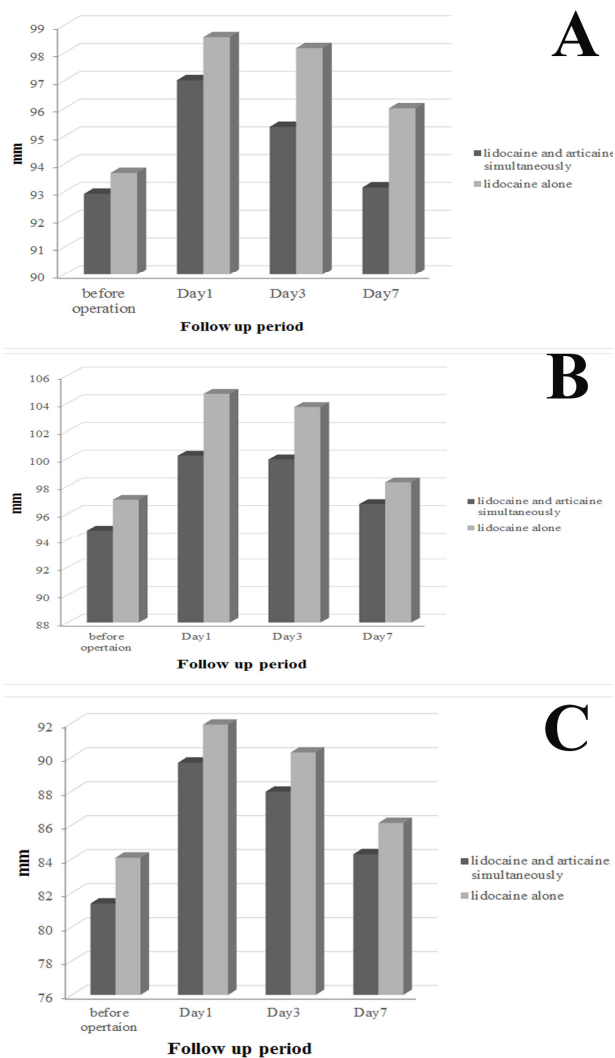 A
99
98
97
96
95
94
93
92
91
90
mm
before
operation
Day1
Day3
Day7
Follow up period
lidocaine and articaine
simultaneously
lidocaine alone
B
106
104
102
100
98
96
94
92
90
88
mm
before
opertaion
Day1
Day3
Day7
Follow up period
lidocaine and articaine
simultaneously
lidocaine alone
C
92
90
88
86
84
82
80
78
76
mm
before
opertaion
Day1
Day3
Day7
Follow up period
lidocaine and articaine
simultaneously
lidocaine alone